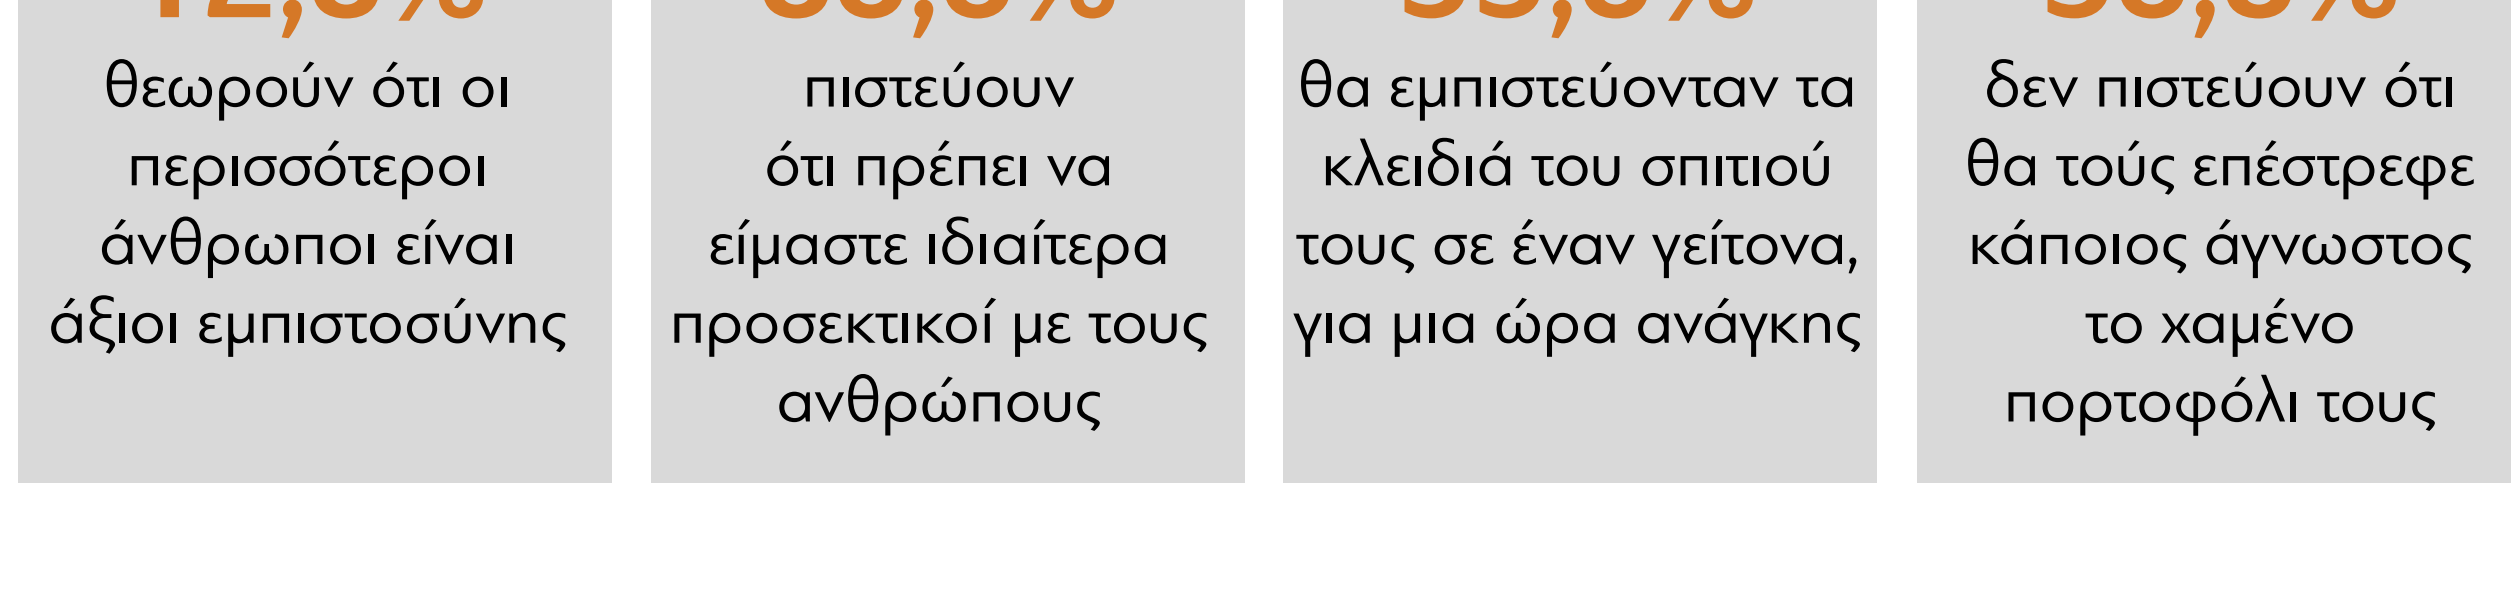 θεωρούν ότι οι
περισσότεροι
άνθρωποι είναι
άξιοι εμπιστοσύνης
πιστεύουν
ότι πρέπει να
είμαστε ιδιαίτερα
προσεκτικοί με τους
ανθρώπους
θα εμπιστεύονταν τα
κλειδιά του σπιτιού
τους σε έναν γείτονα,
για μια ώρα ανάγκης
δεν πιστεύουν ότι
θα τούς επέστρεφε
κάποιος άγνωστος
το χαμένο
πορτοφόλι τους